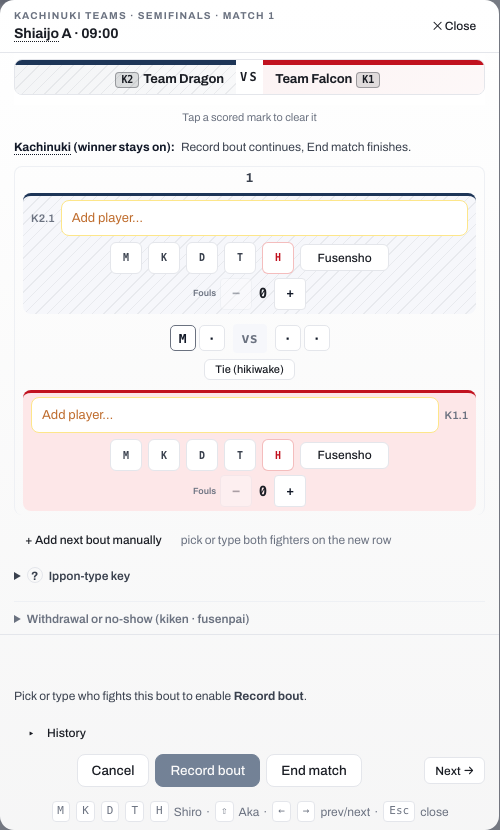 KACHINUKI TEAMS · SEMIFINALS · MATCH 1
Shiaijo A · 09:00
✕ Close
K2 Team Dragon VS Team Falcon K1
Tap a scored mark to clear it
Kachinuki (winner stays on): Record bout continues, End match finishes.
1
K2.1 Add player...
M K D T H Fusensho
Fouls − 0 +
M · VS · ·
Tie (hikiwake)
Add player... K1.1
M K D T H Fusensho
Fouls − 0 +
+ Add next bout manually pick or type both fighters on the new row
▶ ? Ippon-type key
▶ Withdrawal or no-show (kiken · fusenpai)
Pick or type who fights this bout to enable Record bout.
▸ History
Cancel Record bout End match Next →
M K D T H Shiro · ⇧ Aka · ← → prev/next · Esc close